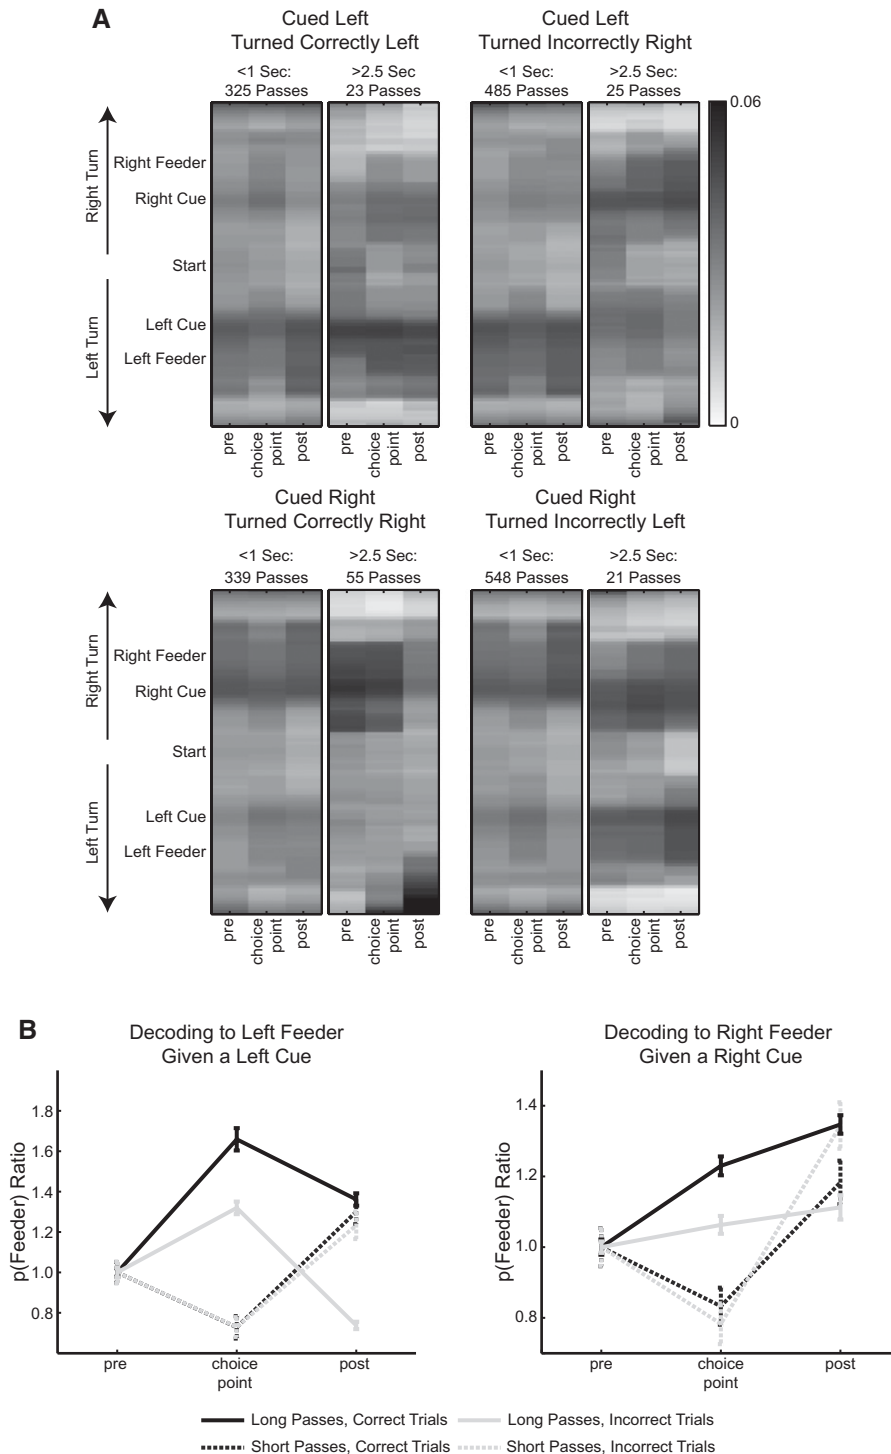 A
Cued Left
Turned Correctly Left
Cued Left
Turned Incorrectly Right
<1 Sec:
325 Passes
>2.5 Sec
23 Passes
<1 Sec:
485 Passes
>2.5 Sec:
25 Passes
0.06
0
Right Turn
Left Turn
Right Feeder
Right Cue
Start
Left Cue
Left Feeder
pre
choice
point
post
pre
choice
point
post
pre
choice
point
post
pre
choice
point
post
Cued Right
Turned Correctly Right
Cued Right
Turned Incorrectly Left
<1 Sec:
339 Passes
>2.5 Sec:
55 Passes
<1 Sec:
548 Passes
>2.5 Sec:
21 Passes
Right Turn
Left Turn
Right Feeder
Right Cue
Start
Left Cue
Left Feeder
pre
choice
point
post
pre
choice
point
post
pre
choice
point
post
pre
choice
point
post
B
Decoding to Left Feeder
Given a Left Cue
p(Feeder) Ratio
1.8
1.6
1.4
1.2
1.0
0.8
pre
choice
point
post
Decoding to Right Feeder
Given a Right Cue
p(Feeder) Ratio
1.4
1.2
1.0
0.8
pre
choice
point
post
Long Passes, Correct Trials
Long Passes, Incorrect Trials
Short Passes, Correct Trials
Short Passes, Incorrect Trials